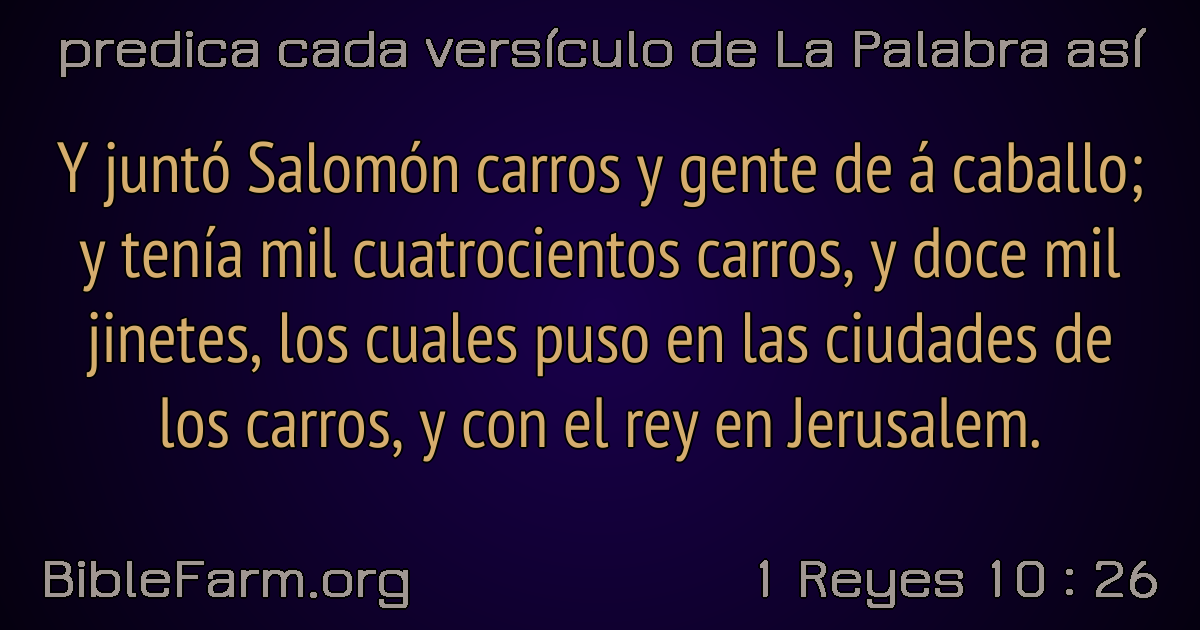 predica cada versículo de La Palabra así
Y juntó Salomón carros y gente de á caballo;
y tenía mil cuatrocientos carros, y doce mil
jinetes, los cuales puso en las ciudades de
los carros, y con el rey en Jerusalem.
BibleFarm.org
1 Reyes 10 : 26